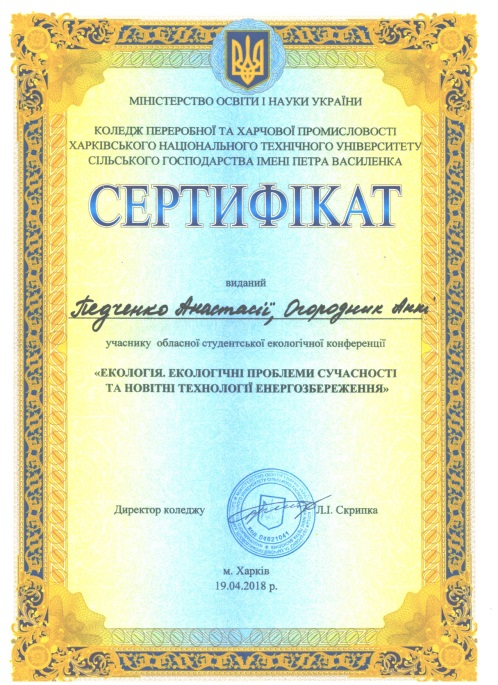 МІНІСТЕРСТВО ОСВІТИ І НАУКИ УКРАЇНИ
КОЛЕДЖ ПЕРЕРОБНОЇ ТА ХАРЧОВОЇ ПРОМИСЛОВОСТІ
ХАРКІВСЬКОГО НАЦІОНАЛЬНОГО ТЕХНІЧНОГО УНІВЕРСИТЕТУ
СІЛЬСЬКОГО ГОСПОДАРСТВА ІМЕНІ ПЕТРА ВАСИЛЕНКА
СЕРТИФІКАТ
виданий
Педченко Анастасії, Огородник Анні
учаснику обласної студентської екологічної конференції
«ЕКОЛОГІЯ. ЕКОЛОГІЧНІ ПРОБЛЕМИ СУЧАСНОСТІ
ТА НОВІТНІ ТЕХНОЛОГІЇ ЕНЕРГОЗБЕРЕЖЕННЯ»
Директор коледжу Л.І. Скрипка
код 04821041
м. Харків
19.04.2018 р.